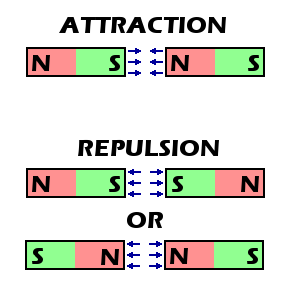 ATTRACTION
N S N S
REPULSION
N S S N
OR
S N N S